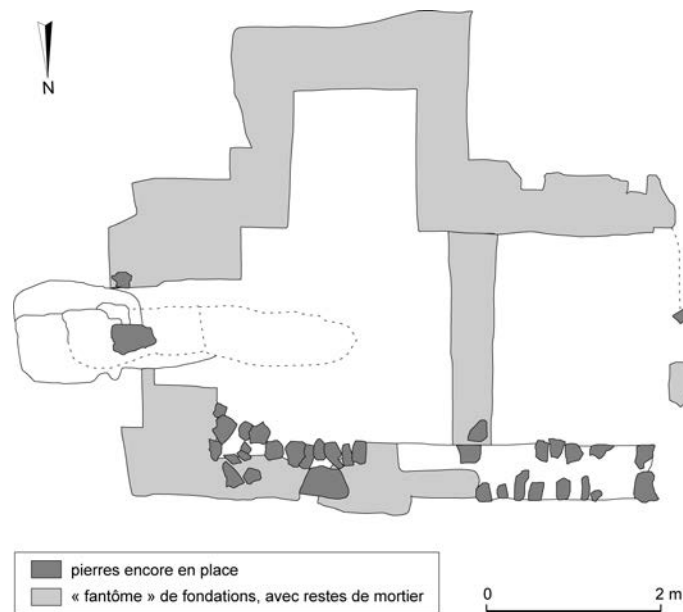 N
pierres encore en place
« fantôme » de fondations, avec restes de mortier
0 2 m